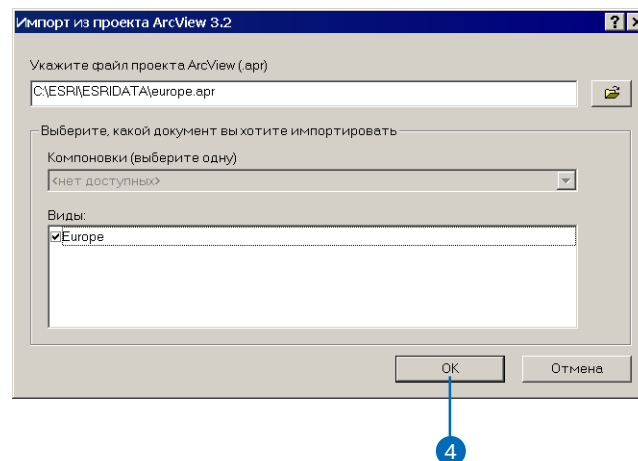 Импорт из проекта ArcView 3.2
Укажите файл проекта ArcView (.apr)
C:\ESRI\ESRIDATA\europe.apr
Выберите, какой документ вы хотите импортировать
Компоновки (выберите одну)
<нет доступных>
Виды:
Europe
OK
Отмена
4